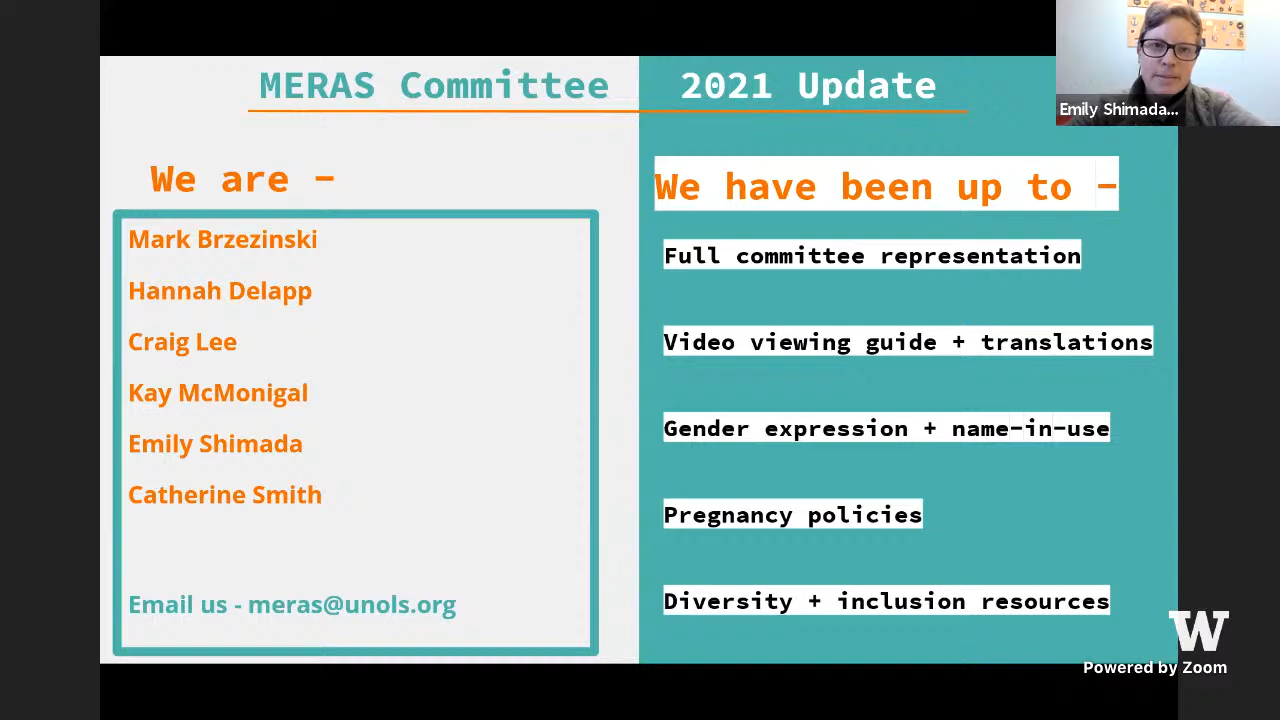 MERAS Committee
2021 Update
Emily Shimada...
We are -
Mark Brzezinski
Hannah Delapp
Craig Lee
Kay McMonigal
Emily Shimada
Catherine Smith
Email us - meras@unols.org
We have been up to -
Full committee representation
Video viewing guide + translations
Gender expression + name-in-use
Pregnancy policies
Diversity + inclusion resources
W
Powered by Zoom